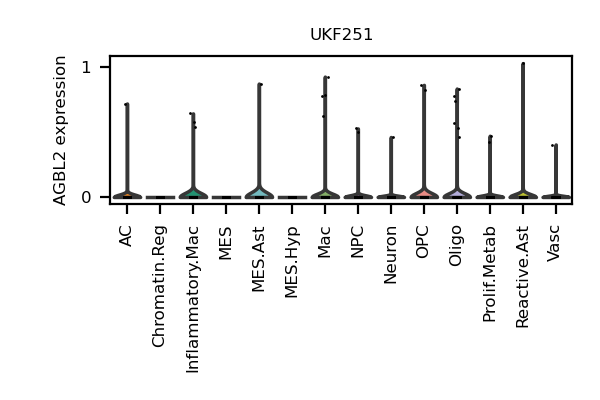 UKF251
AGBL2 expression
1
0
AC
Chromatin.Reg
Inflammatory.Mac
MES
MES.Ast
MES.Hyp
Mac
NPC
Neuron
OPC
Oligo
Prolif.Metab
Reactive.Ast
Vasc